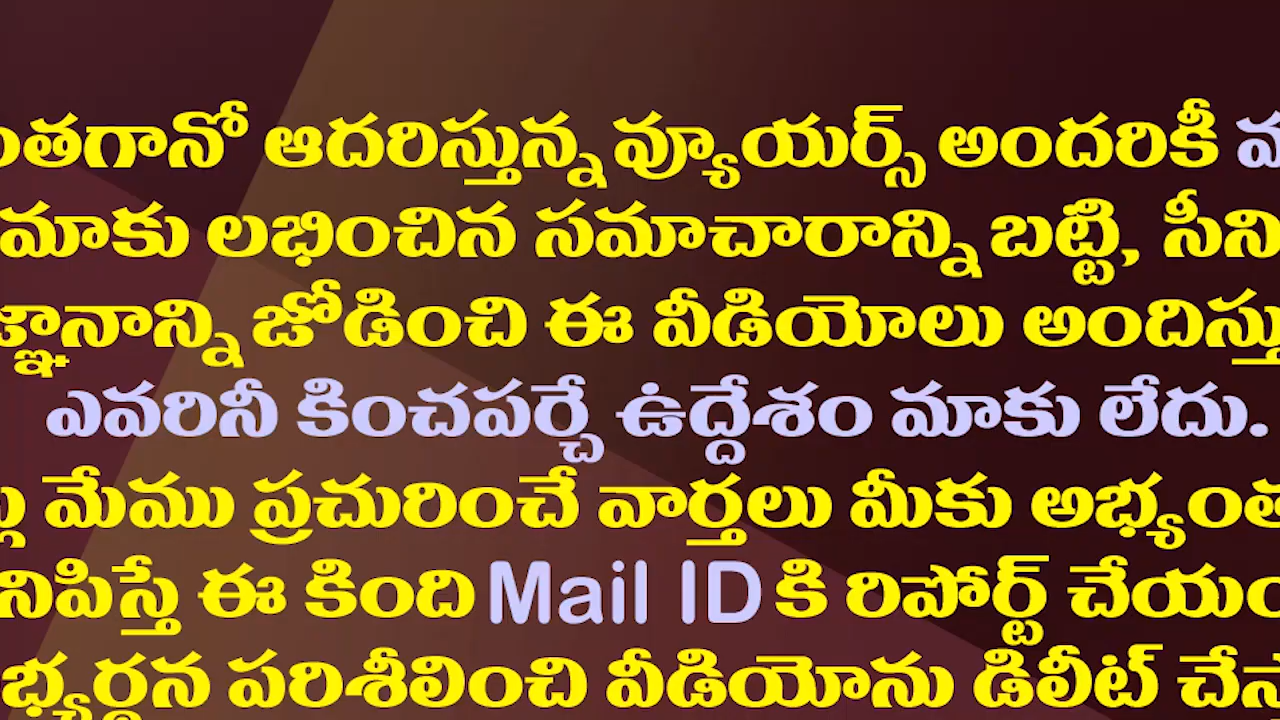 ంతగానో ఆదరిస్తున్న వ్యూయర్స్ అందరికీ
మాకు లభించిన సమాచారాన్ని బట్టి, సీని
జ్ఞానాన్ని జోడించి ఈ వీడియోలు అందిస్తు
ఎవరినీ కించపర్చే ఉద్దేశం మాకు లేదు.
మేము ప్రచురించే వార్తలు మీకు అభ్యంత
నిపిస్తే ఈ కింది Mail ID కి రిపోర్ట్ చేయం
భ్యర్థన పరిశీలించి వీడియోను డిలీట్ చేస